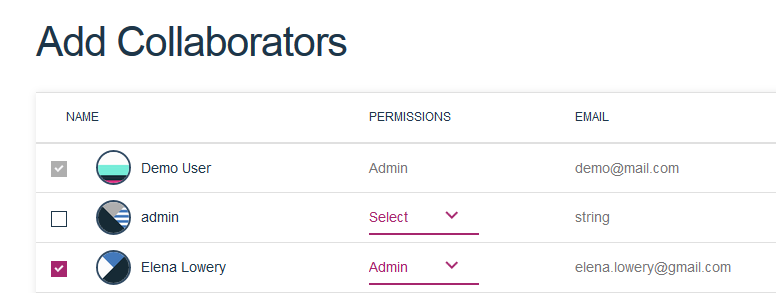 Add Collaborators
NAME PERMISSIONS EMAIL
Demo User Admin demo@mail.com
admin Select string
Elena Lowery Admin elena.lowery@gmail.com